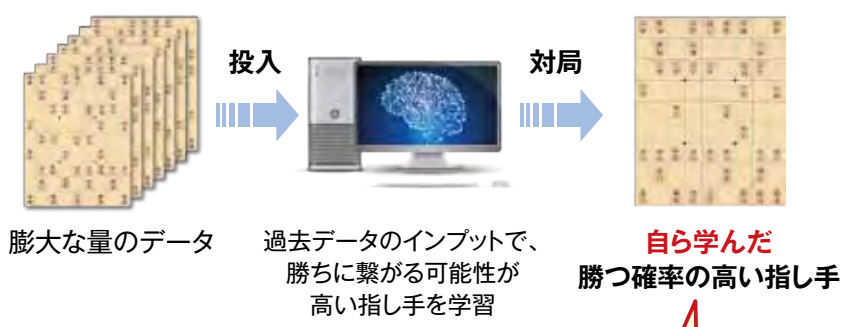 投入
対局
膨大な量のデータ
過去データのインプットで、
勝ちに繋がる可能性が
高い指し手を学習
自ら学んだ
勝つ確率の高い指し手